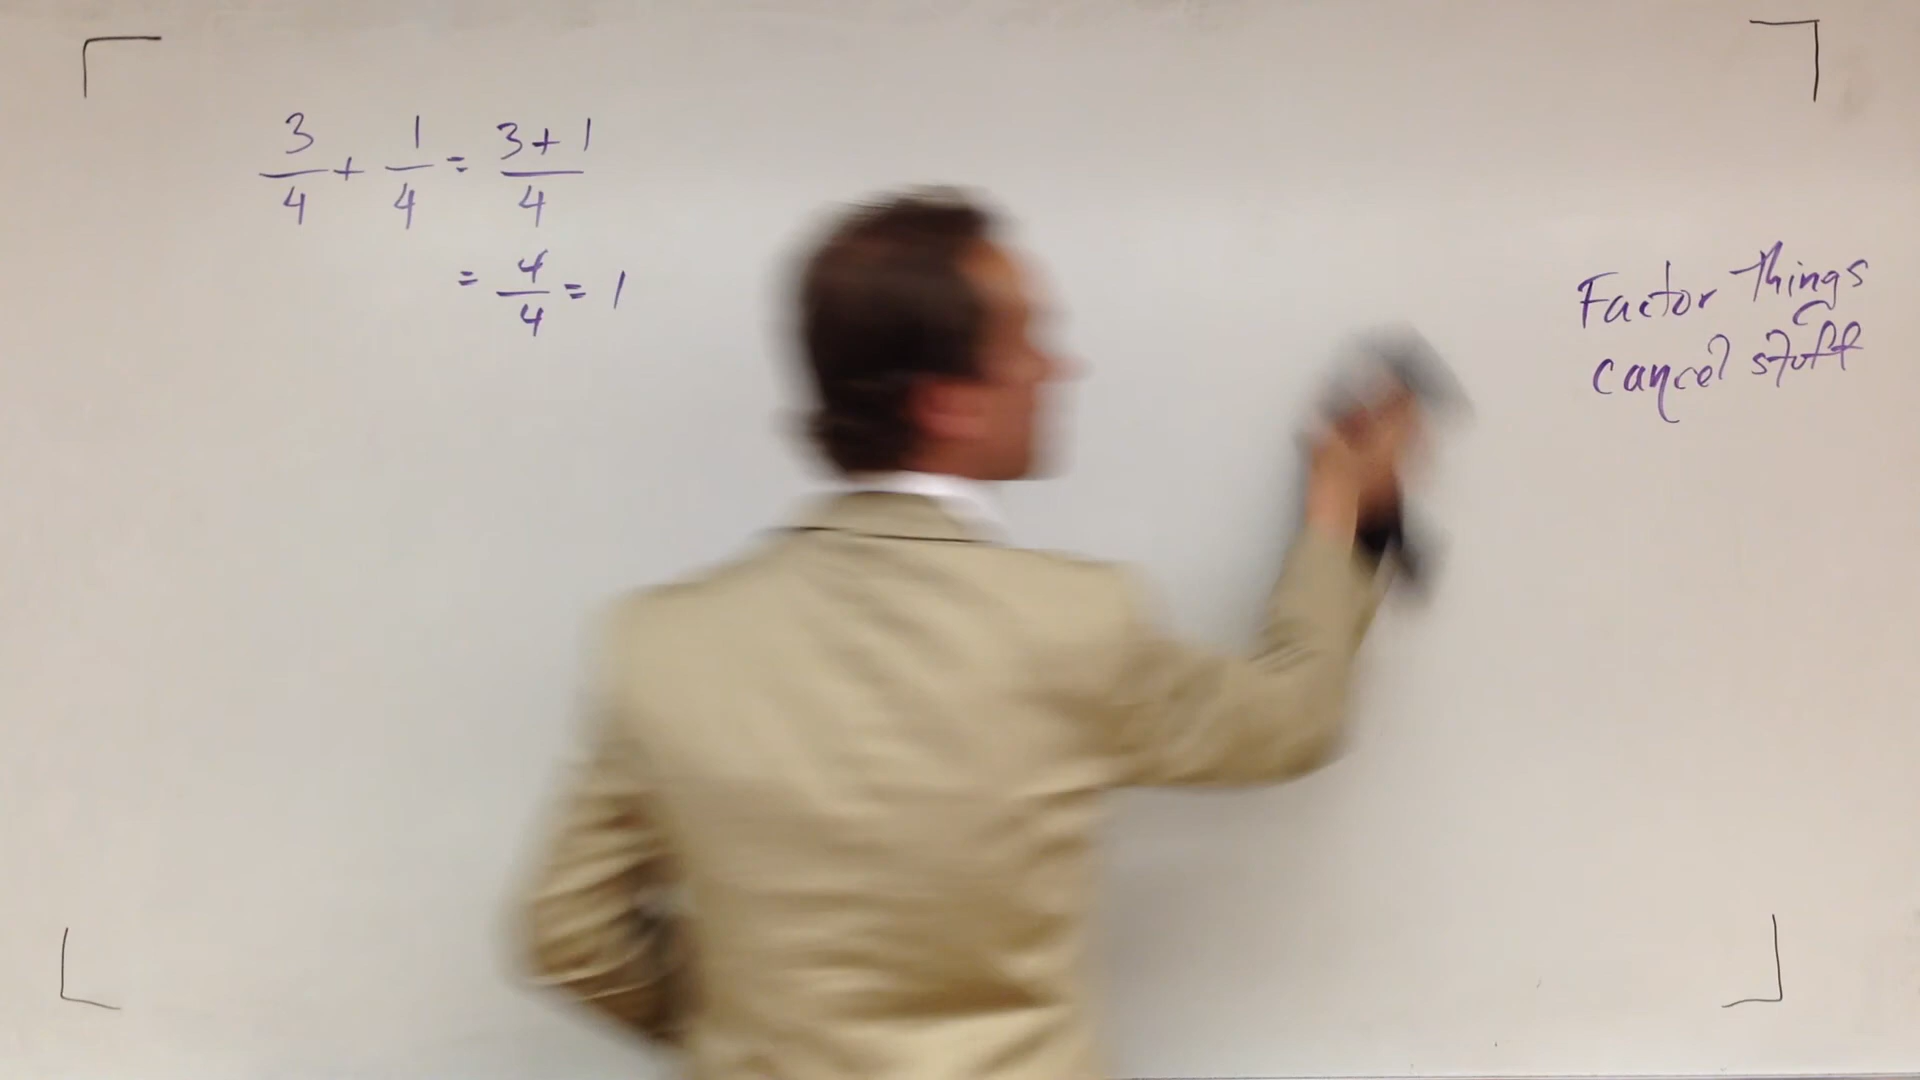 3/4 + 1/4 = 3+1/4
= 4/4 = 1
Factor things
cancel stuff